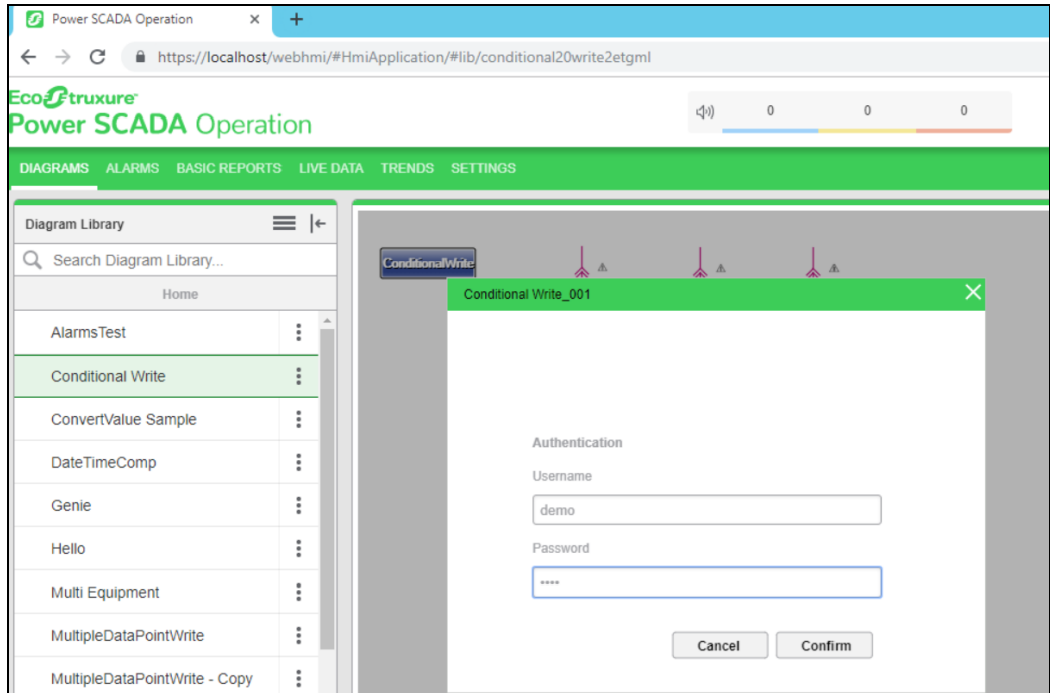 Power SCADA Operation
https://localhost/webhmi/#HmiApplication/#lib/conditional20write2etgml
EcoStruxure™
Power SCADA Operation
0 0 0
DIAGRAMS ALARMS BASIC REPORTS LIVE DATA TRENDS SETTINGS
Diagram Library
Search Diagram Library...
Home
AlarmsTest
Conditional Write
ConvertValue Sample
DateTimeComp
Genie
Hello
Multi Equipment
MultipleDataPointWrite
MultipleDataPointWrite - Copy
ConditionalWrite
Conditional Write_001
Authentication
Username
demo
Password
••••
Cancel Confirm